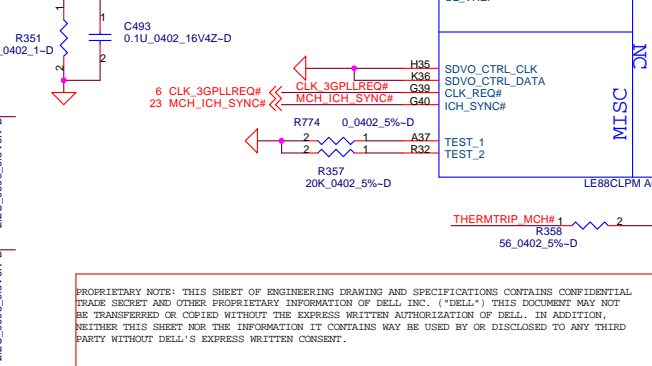 1
R351
_0402_1~D
2
1
C493
0.1U_0402_16V4Z~D
2
H35
K36
G39
G40
SDVO_CTRL_CLK
SDVO_CTRL_DATA
CLK_REQ#
ICH_SYNC#
NC
MISC
6 CLK_3GPLLREQ#
CLK_3GPLLREQ#
23 MCH_ICH_SYNC#
MCH_ICH_SYNC#
R774 0_0402_5%~D
2 1 A37 TEST_1
2 1 R32 TEST_2
R357
20K_0402_5%~D
LE88CLPM
THERMTRIP_MCH# 1 2
R358
56_0402_5%~D
PROPRIETARY NOTE: THIS SHEET OF ENGINEERING DRAWING AND SPECIFICATIONS CONTAINS CONFIDENTIAL
TRADE SECRET AND OTHER PROPRIETARY INFORMATION OF DELL INC. ("DELL") THIS DOCUMENT MAY NOT
BE TRANSFERRED OR COPIED WITHOUT THE EXPRESS WRITTEN AUTHORIZATION OF DELL. IN ADDITION,
NEITHER THIS SHEET NOR THE INFORMATION IT CONTAINS WAY BE USED BY OR DISCLOSED TO ANY THIRD
PARTY WITHOUT DELL'S EXPRESS WRITTEN CONSENT.